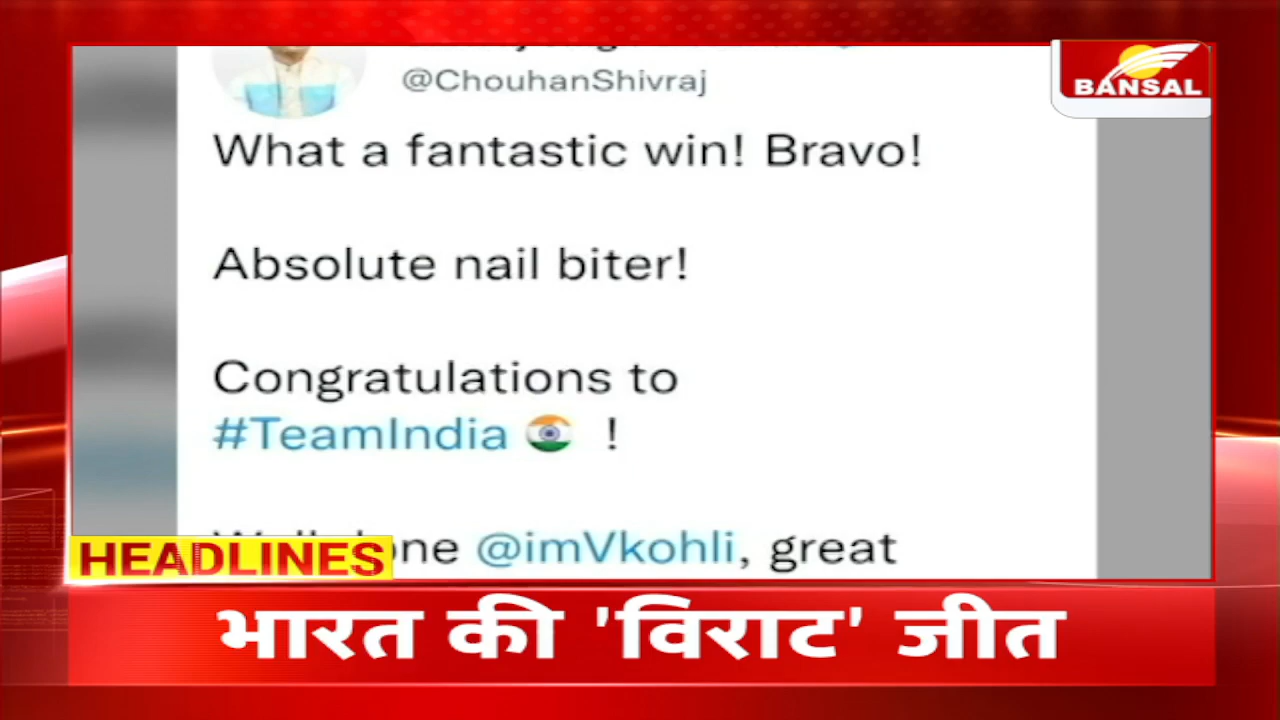 BANSAL
@ChouhanShivraj
What a fantastic win! Bravo!
Absolute nail biter!
Congratulations to
#TeamIndia 🇮🇳 !
@imVkohli, great
HEADLINES
भारत की 'विराट' जीत